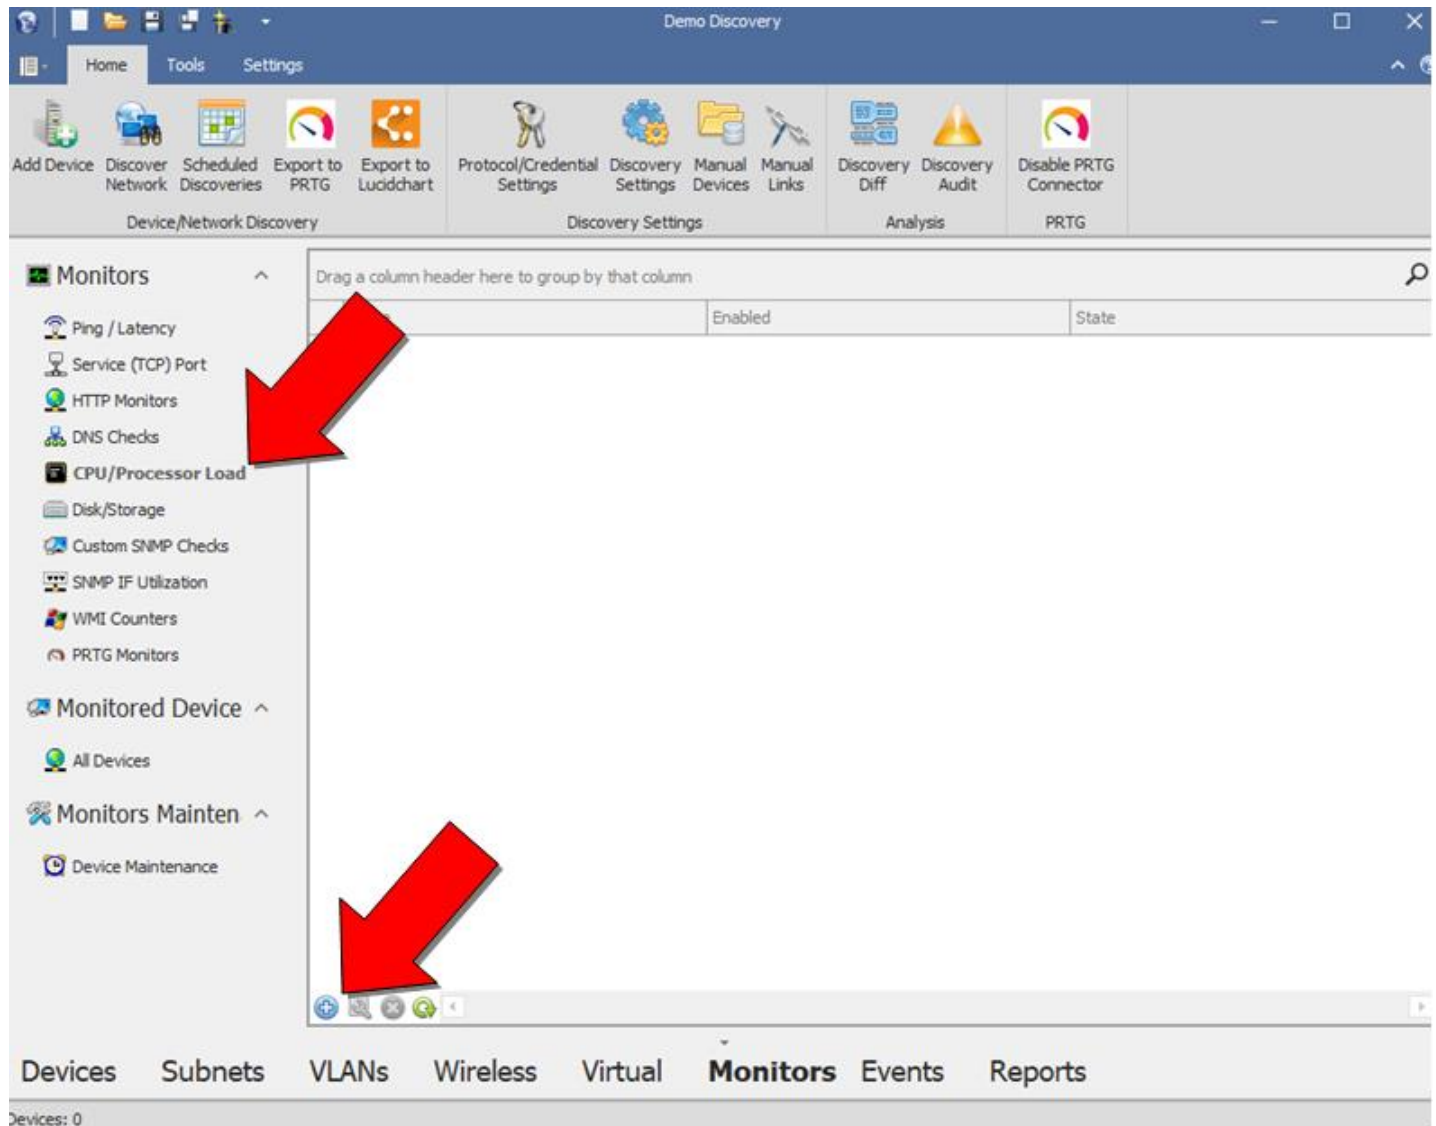 Demo Discovery
Home Tools Settings
Add Device Discover Network Scheduled Discoveries Export to PRTG Export to Lucidchart Protocol/Credential Settings Discovery Settings Manual Devices Manual Links Discovery Diff Discovery Audit Disable PRTG Connector
Device/Network Discovery Discovery Settings Analysis PRTG
Monitors
Ping / Latency
Service (TCP) Port
HTTP Monitors
DNS Checks
CPU/Processor Load
Disk/Storage
Custom SNMP Checks
SNMP IF Utilization
WMI Counters
PRTG Monitors
Monitored Device
All Devices
Monitors Mainten
Device Maintenance
Drag a column header here to group by that column
Enabled State
Devices Subnets VLANs Wireless Virtual Monitors Events Reports
Devices: 0